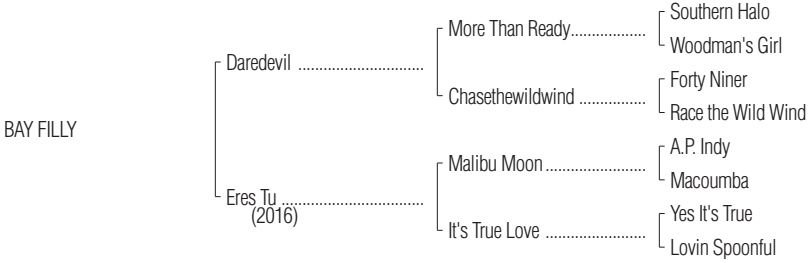 Southern Halo
More Than Ready..................
Woodman's Girl
Daredevil ..............................
Forty Niner
Chasethewildwind ................
Race the Wild Wind
BAY FILLY
A.P. Indy
Malibu Moon........................
Macoumba
Eres Tu ..................................
(2016)
Yes It's True
It's True Love ........................
Lovin Spoonful